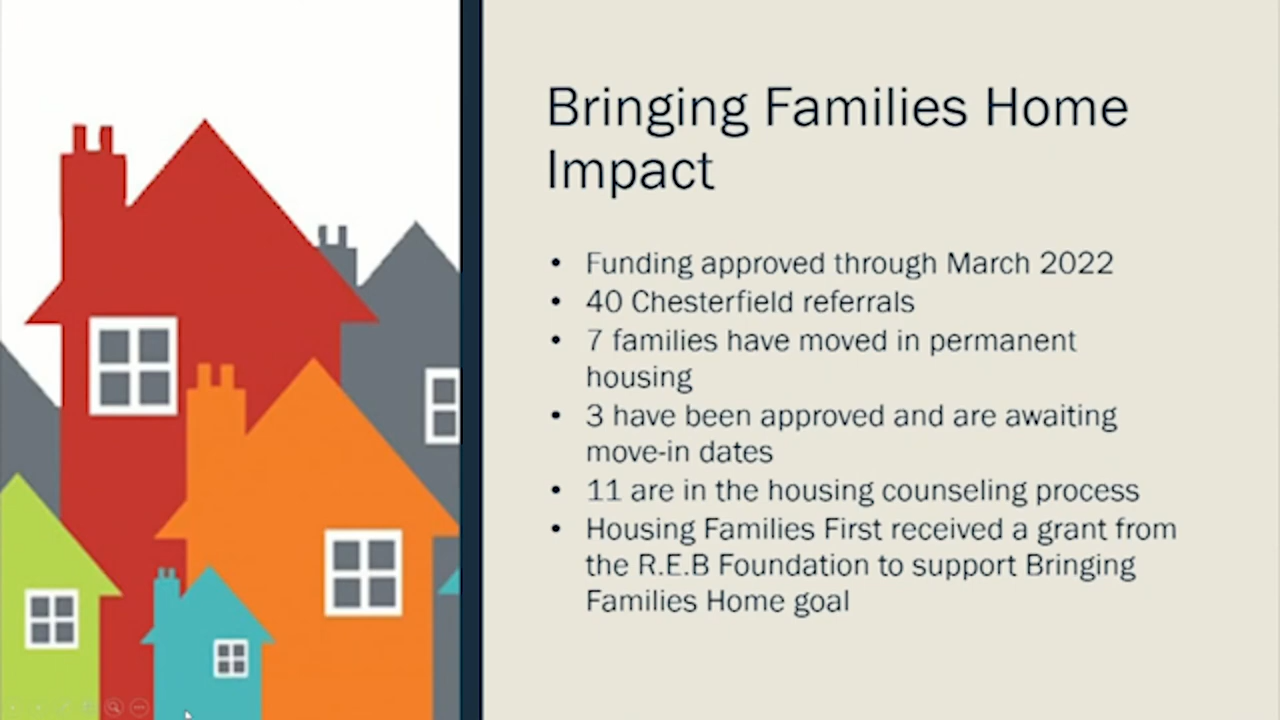 Bringing Families Home
Impact
• Funding approved through March 2022
• 40 Chesterfield referrals
• 7 families have moved in permanent
housing
• 3 have been approved and are awaiting
move-in dates
• 11 are in the housing counseling process
• Housing Families First received a grant from
the R.E.B Foundation to support Bringing
Families Home goal